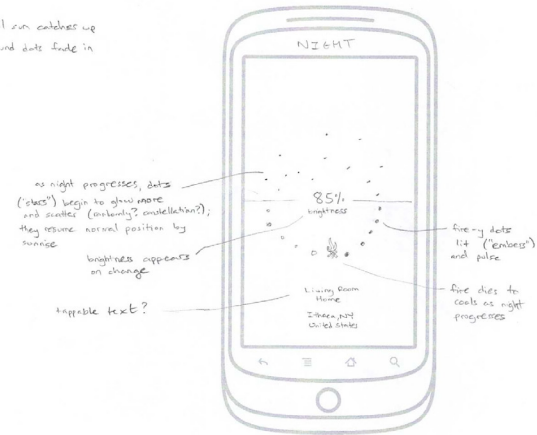 l sun catches up
und dots fade in
NIGHT
as night progresses, dots
("stars") begin to glow more
and scatter (randomly? constellation?);
they resume normal position by
sunrise
85%
brightness
brightness appears
on change
fire-y dots
lit ("embers")
and pulse
fire dies to
coals as night
progresses
tappable text?
Living Room
Home
Ithaca, NY
United States